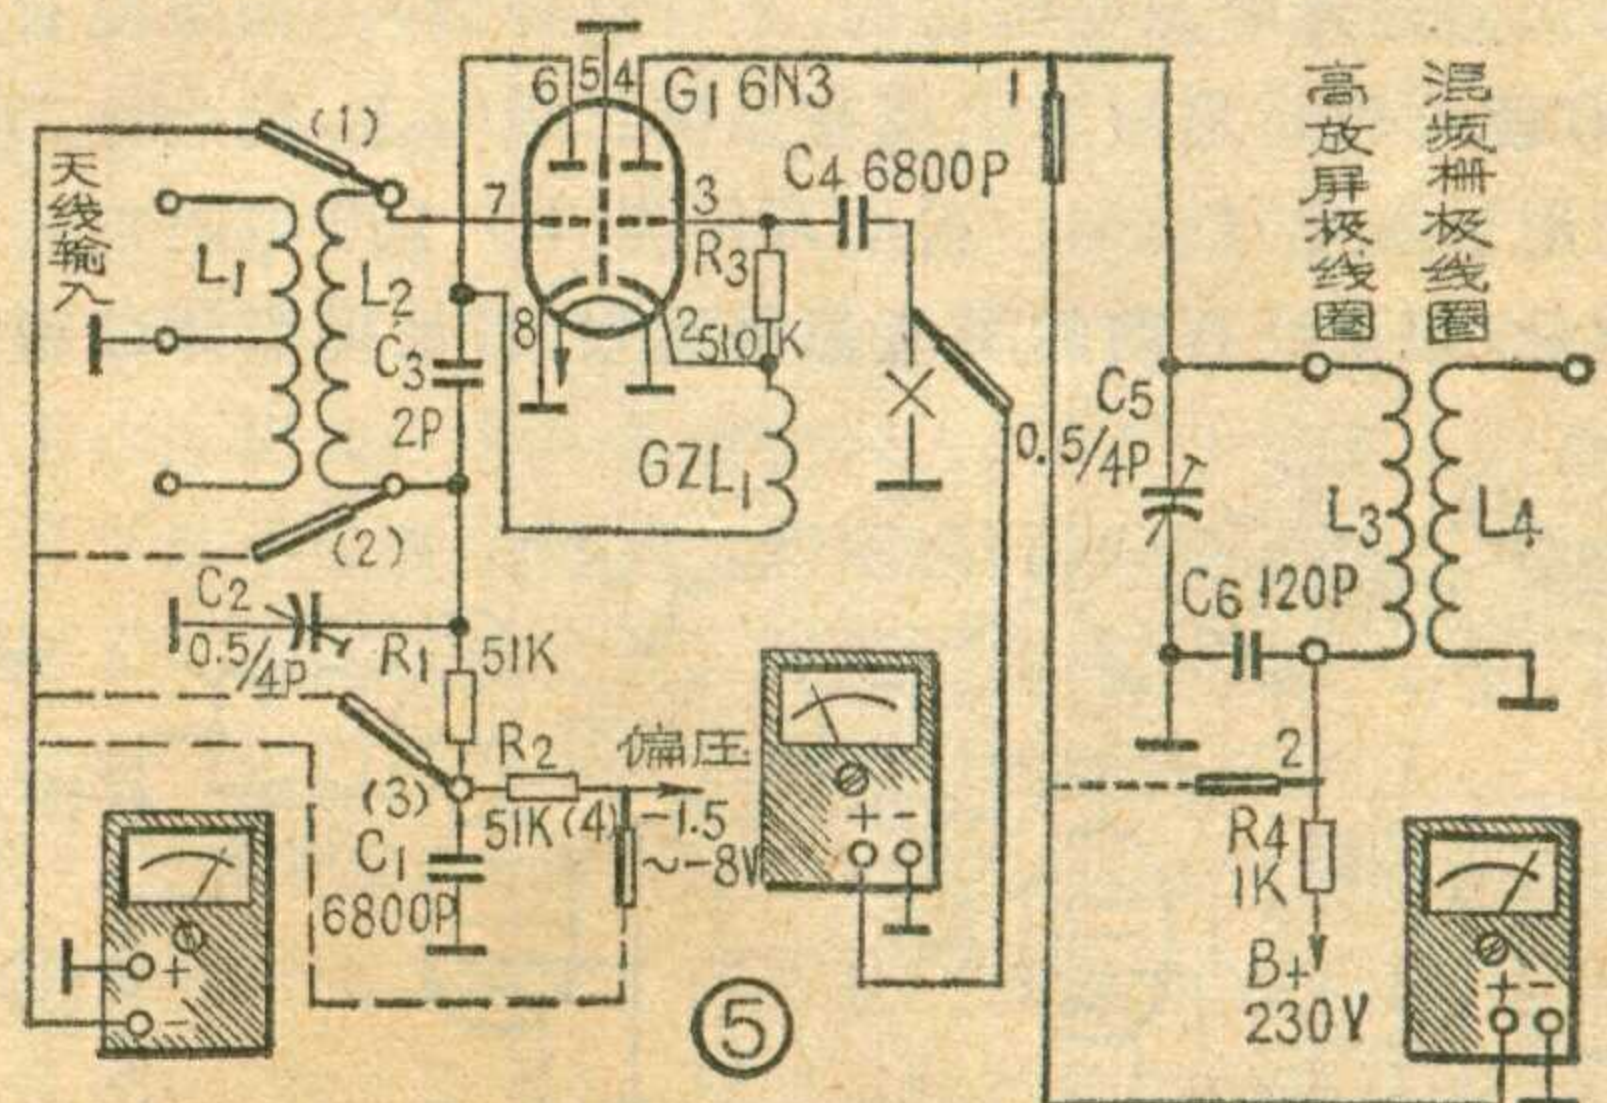 6 5 4 G1 6N3
(1)
天线输入
7
3
C4 6800P
1
L1
L2
R3
510K
8
2
C3
2P
GZL1
C5
0.5/4P
高放屏极线圈
混频栅极线圈
L3
L4
(2)
C2
0.5/4P
C6 120P
R1 51K
R2
51K
(3)
(4)
偏压
-1.5
~-8V
C1
6800P
+ -
+
-
2
R4
1K
B+
230V
+ -
⑤